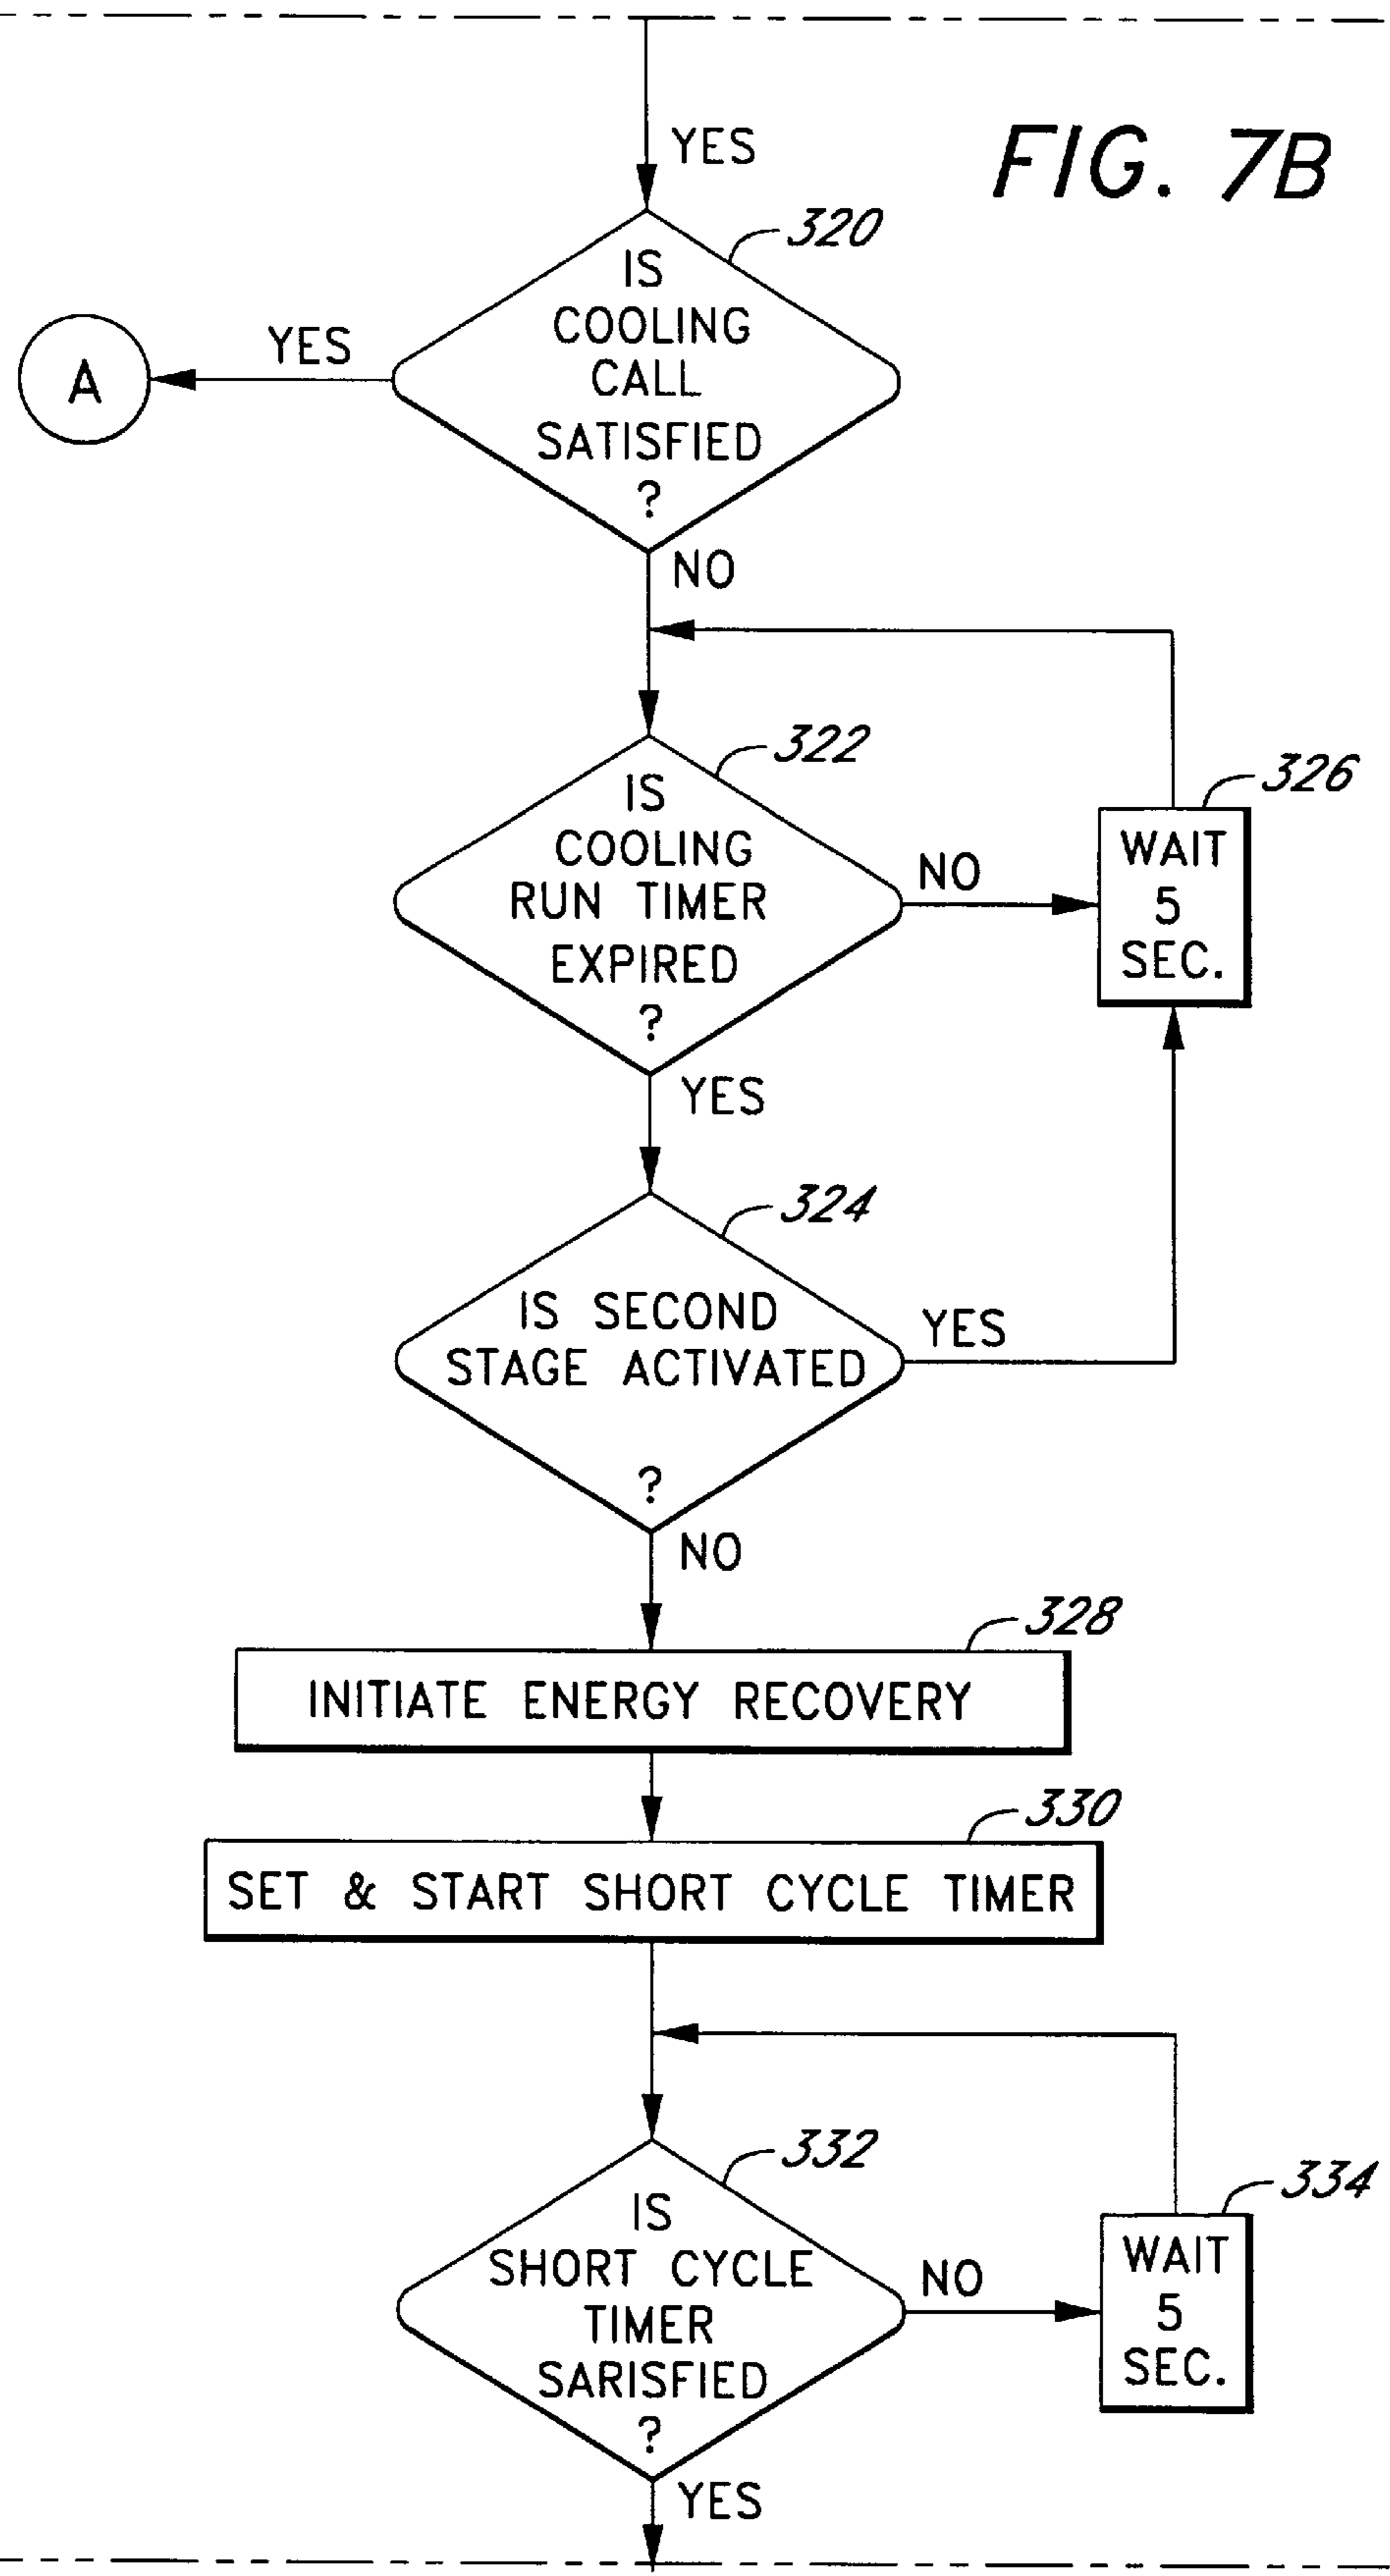 YES
FIG. 7B
320
IS
COOLING
CALL
SATISFIED
?
YES
A
NO
322
IS
COOLING
RUN TIMER
EXPIRED
?
NO
326
WAIT
5
SEC.
YES
324
IS SECOND
STAGE ACTIVATED
?
YES
NO
328
INITIATE ENERGY RECOVERY
330
SET & START SHORT CYCLE TIMER
332
IS
SHORT CYCLE
TIMER
SARISFIED
?
NO
334
WAIT
5
SEC.
YES